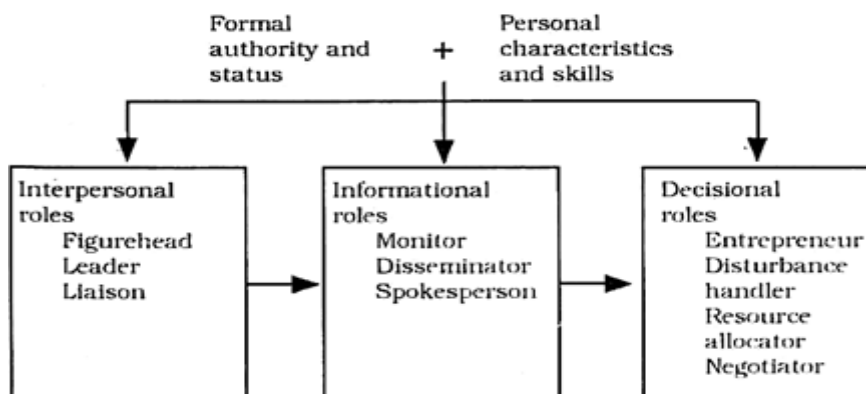 Formal
authority and
status
+
Personal
characteristics
and skills
Interpersonal
roles
Figurehead
Leader
Liaison
Informational
roles
Monitor
Disseminator
Spokesperson
Decisional
roles
Entrepreneur
Disturbance
handler
Resource
allocator
Negotiator